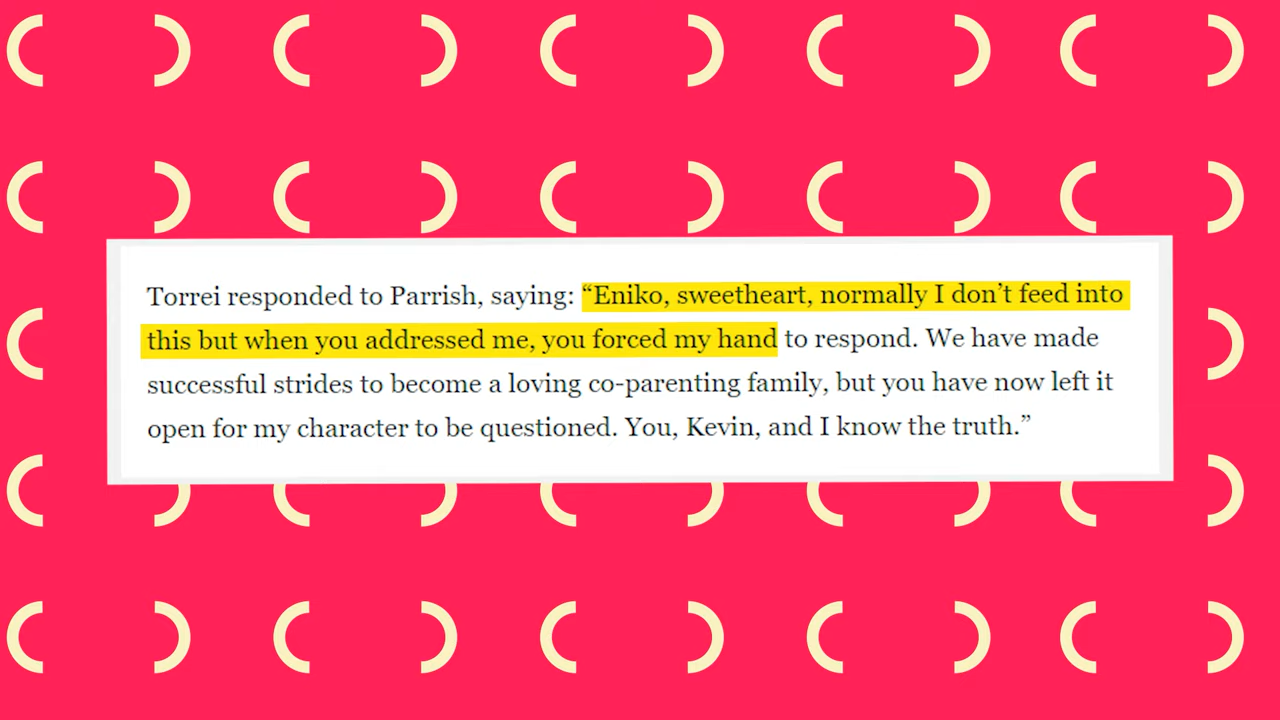 Torrei responded to Parrish, saying: “Eniko, sweetheart, normally I don’t feed into
this but when you addressed me, you forced my hand to respond. We have made
successful strides to become a loving co-parenting family, but you have now left it
open for my character to be questioned. You, Kevin, and I know the truth.”